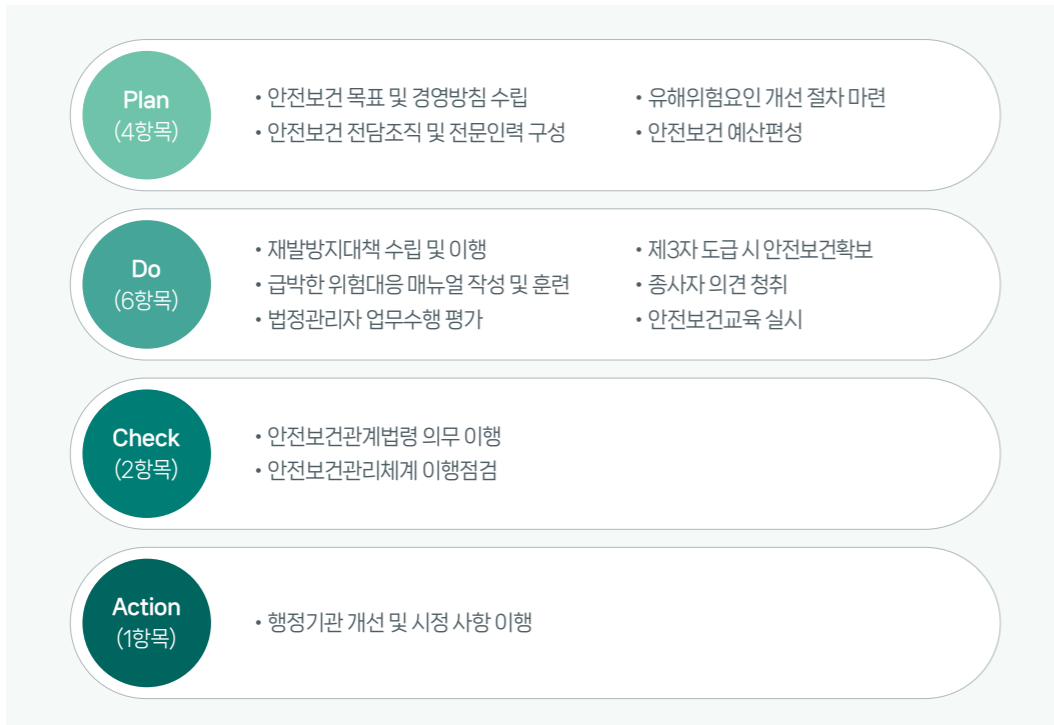 Plan
(4항목)
• 안전보건 목표 및 경영방침 수립
• 안전보건 전담조직 및 전문인력 구성
• 유해위험요인 개선 절차 마련
• 안전보건 예산편성
Do
(6항목)
• 재발방지대책 수립 및 이행
• 급박한 위험대응 매뉴얼 작성 및 훈련
• 법정관리자 업무수행 평가
• 제3자 도급 시 안전보건확보
• 종사자 의견 청취
• 안전보건교육 실시
Check
(2항목)
• 안전보건관계법령 의무 이행
• 안전보건관리체계 이행점검
Action
(1항목)
• 행정기관 개선 및 시정 사항 이행